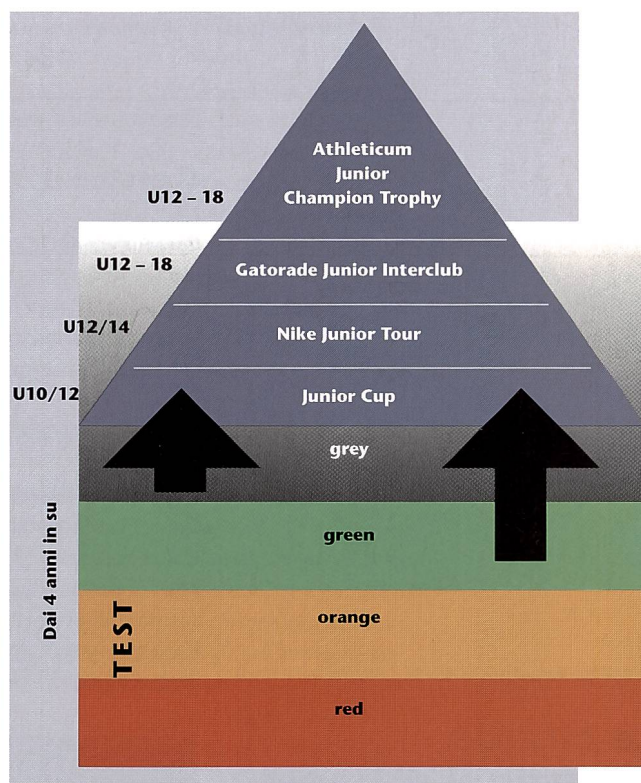 Athleticum
Junior
Champion Trophy
U12 – 18
U12 – 18
Gatorade Junior Interclub
U12/14
Nike Junior Tour
U10/12
Junior Cup
grey
green
orange
red
Dai 4 anni in su
TEST